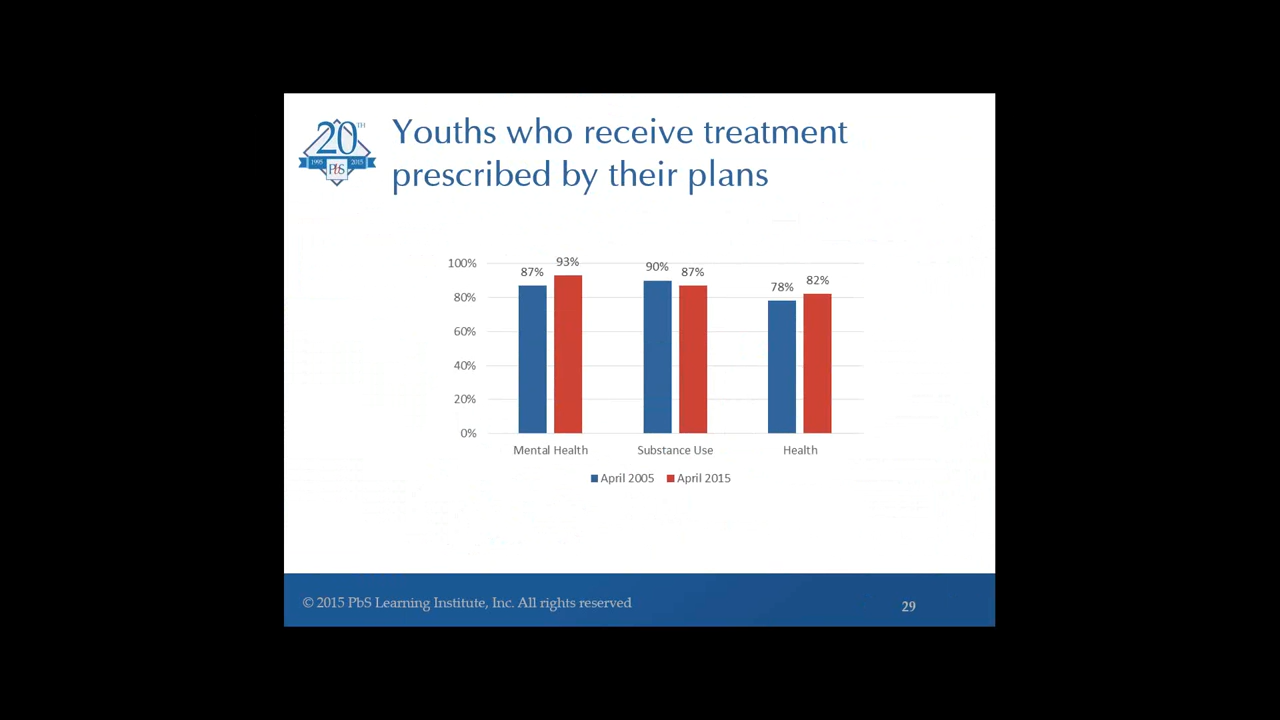 20TH
1995 PbS 2015
Youths who receive treatment
prescribed by their plans
100%
80%
60%
40%
20%
0%
87%
93%
90%
87%
78%
82%
Mental Health
Substance Use
Health
April 2005
April 2015
© 2015 PbS Learning Institute, Inc. All rights reserved
29